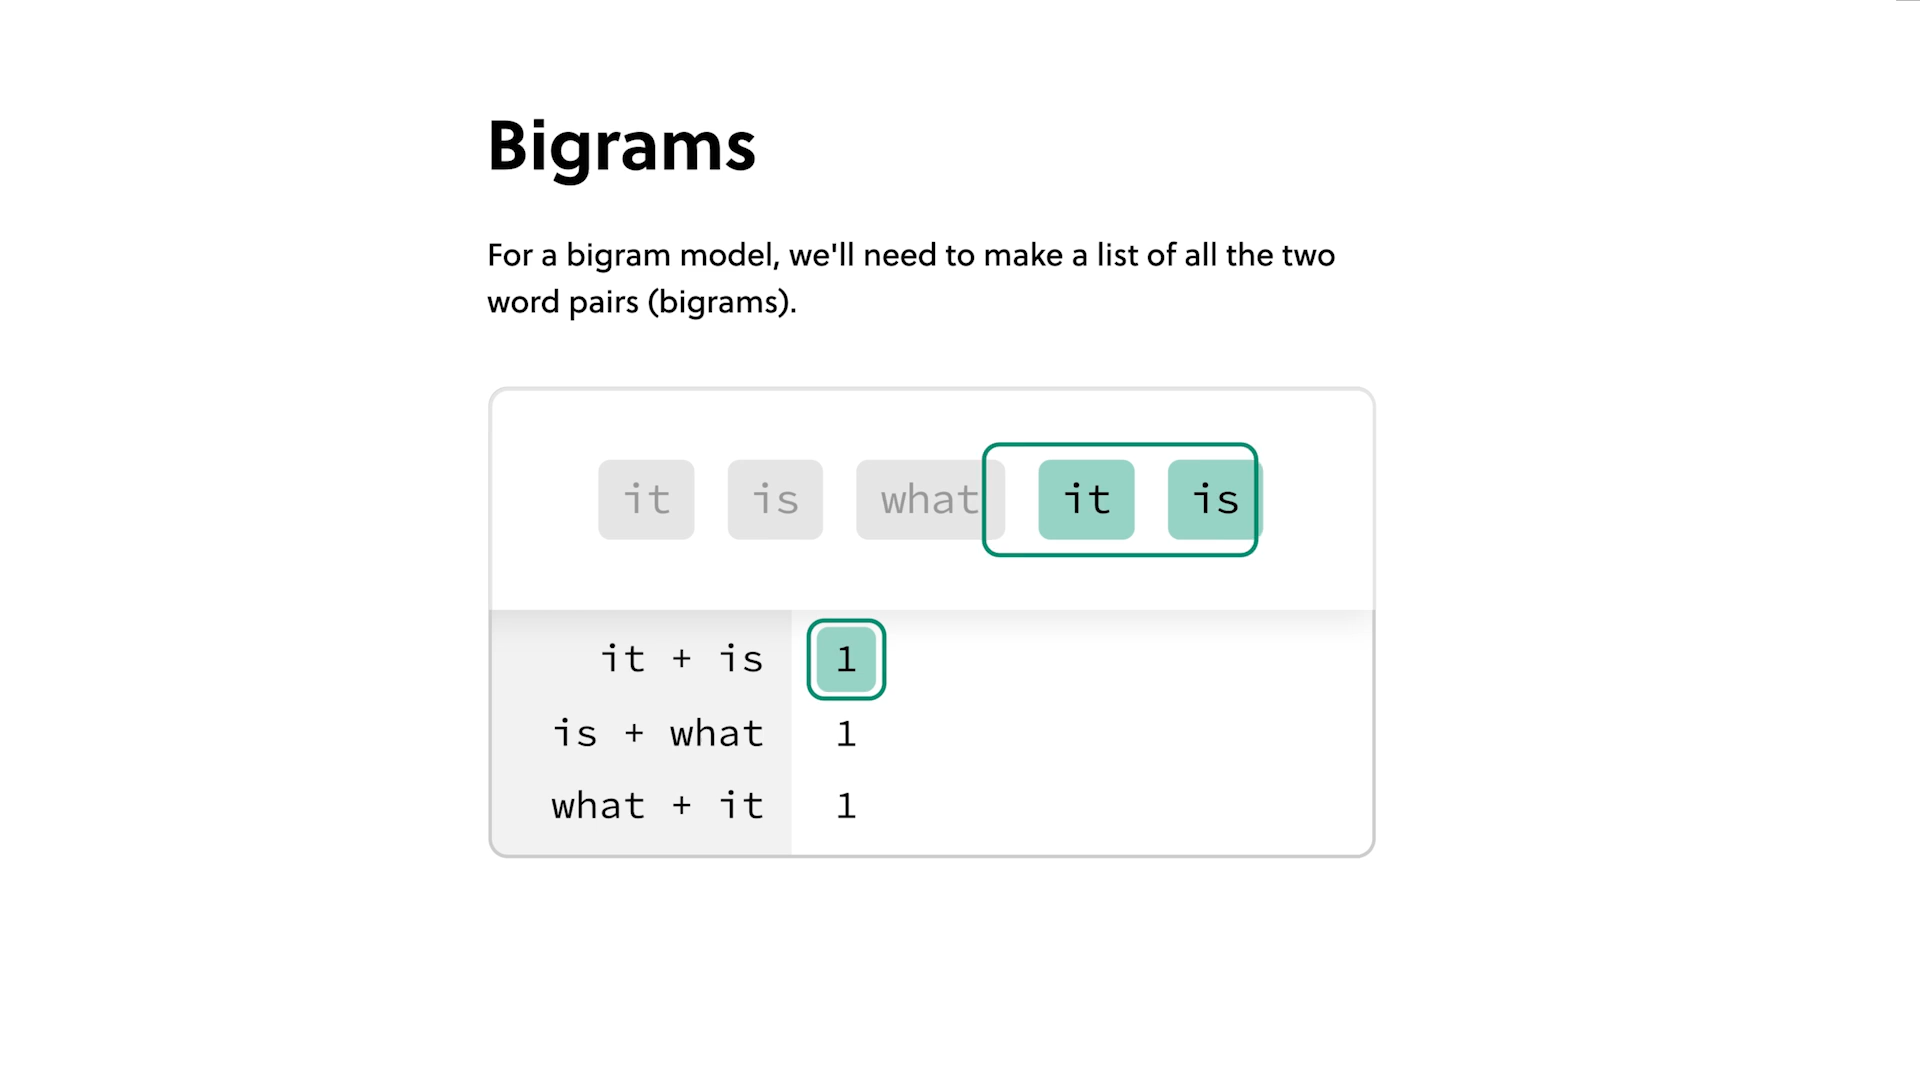 Bigrams
For a bigram model, we'll need to make a list of all the two
word pairs (bigrams).
it is what it is
it + is 1
is + what 1
what + it 1